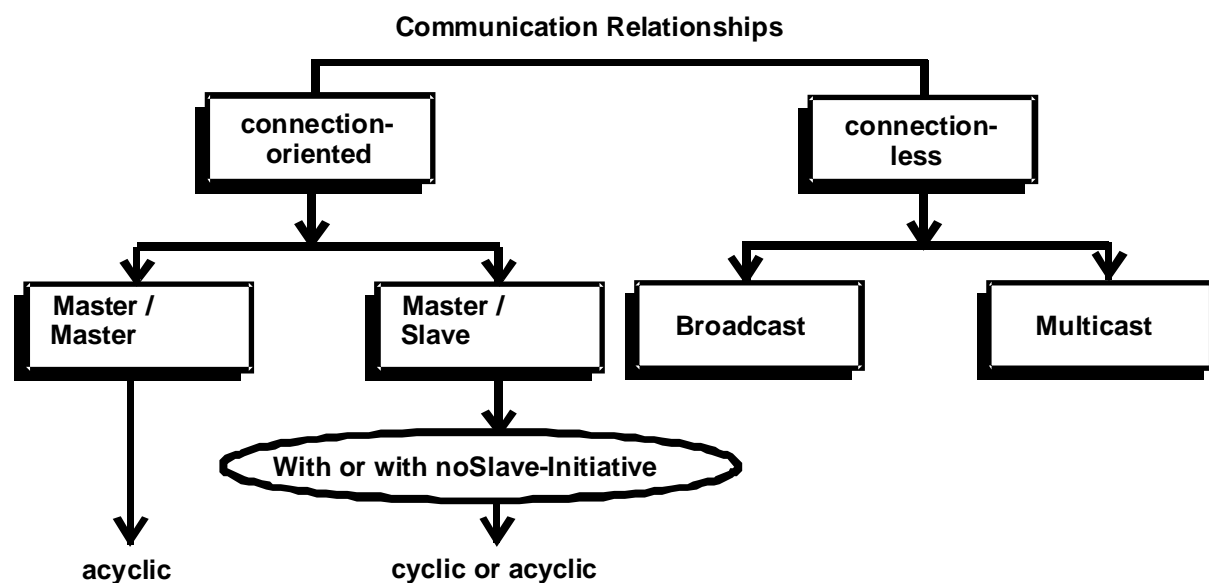 Communication Relationships
connection-
oriented
connection-
less
Master /
Master
Master /
Slave
Broadcast
Multicast
With or with noSlave-Initiative
acyclic
cyclic or acyclic